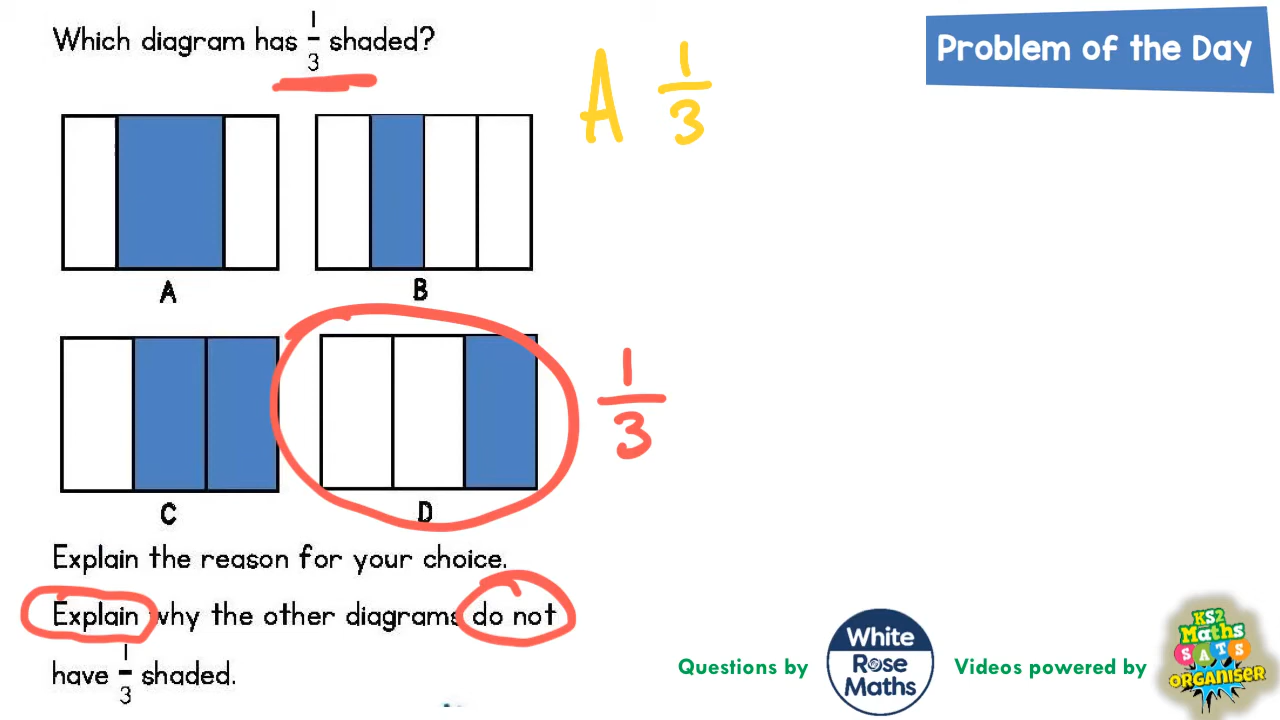 Which diagram has 1/3 shaded?
Problem of the Day
A 1/3
A
B
1/3
C
D
Explain the reason for your choice.
Explain why the other diagrams do not
have 1/3 shaded.
Questions by
White
Rose
Maths
Videos powered by
KS2
Maths
SATS
ORGANISER